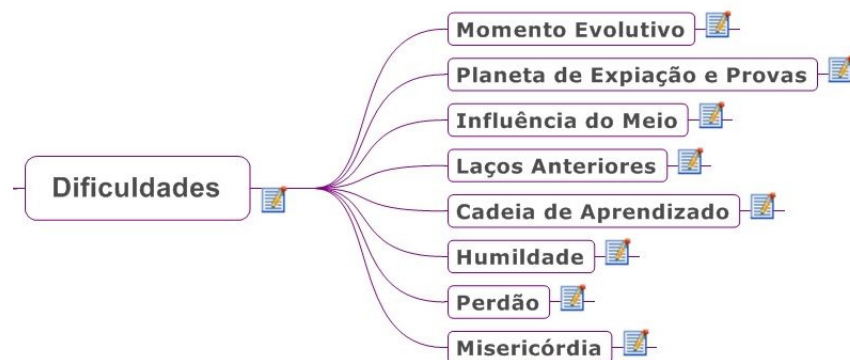 Dificuldades
Momento Evolutivo
Planeta de Expiação e Provas
Influência do Meio
Laços Anteriores
Cadeia de Aprendizado
Humildade
Perdão
Misericórdia